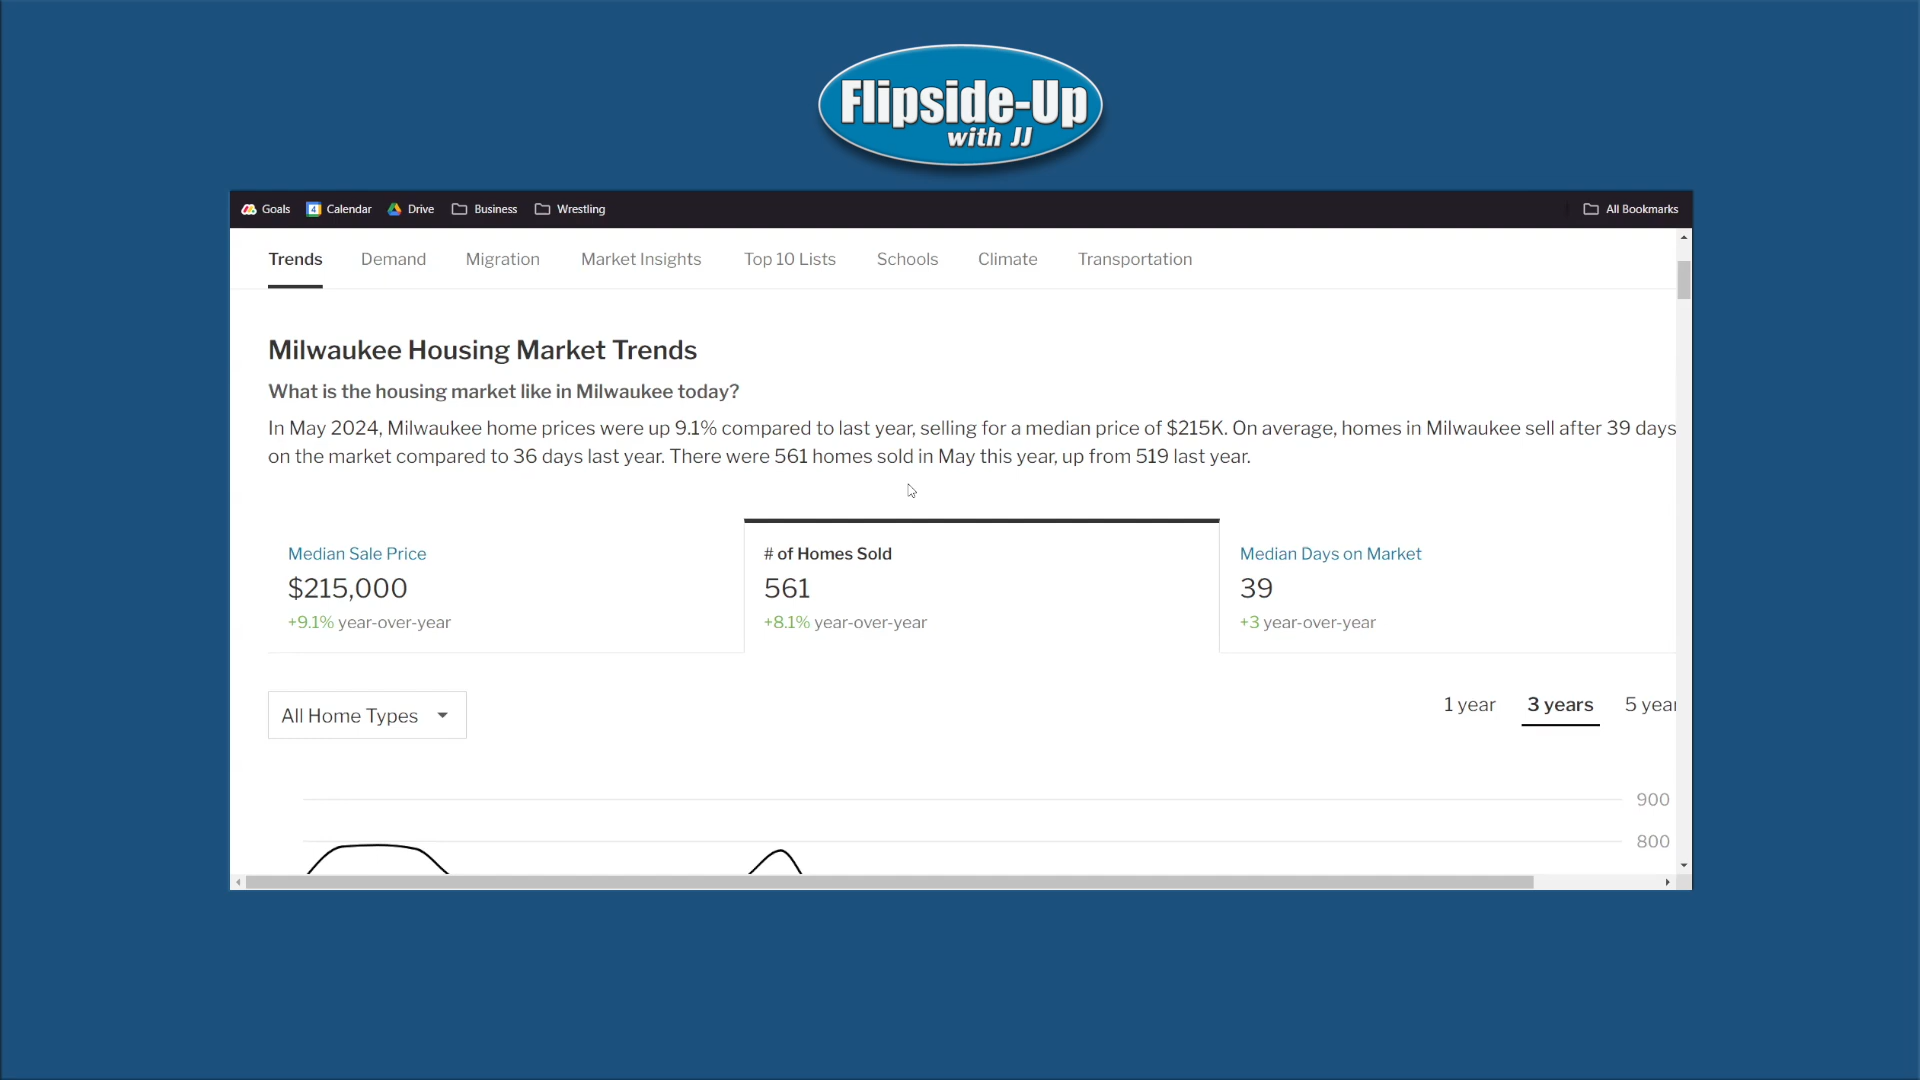 Flipside-Up
with JJ
Goals Calendar Drive Business Wrestling All Bookmarks
Trends Demand Migration Market Insights Top 10 Lists Schools Climate Transportation
Milwaukee Housing Market Trends
What is the housing market like in Milwaukee today?
In May 2024, Milwaukee home prices were up 9.1% compared to last year, selling for a median price of $215K. On average, homes in Milwaukee sell after 39 days
on the market compared to 36 days last year. There were 561 homes sold in May this year, up from 519 last year.
Median Sale Price
$215,000
+9.1% year-over-year
# of Homes Sold
561
+8.1% year-over-year
Median Days on Market
39
+3 year-over-year
All Home Types
1 year 3 years 5 year
900
800